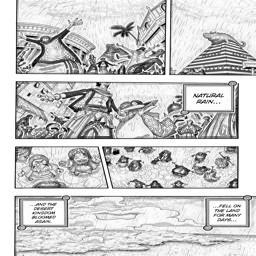 NATURAL
RAIN...
...FELL ON
THE LAND
FOR MANY
DAYS...
...AND THE
DESERT
KINGDOM
BLOOMED
AGAIN.